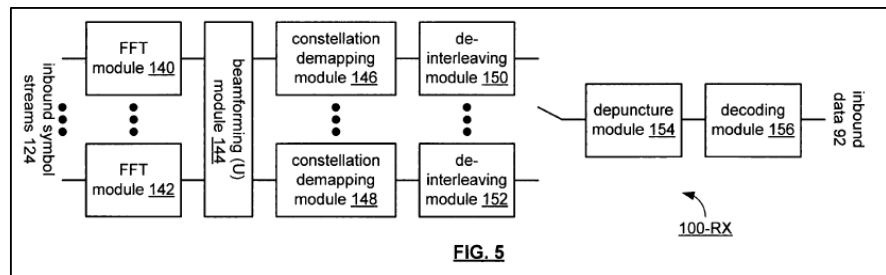 inbound symbol
streams 124
FFT
module 140
FFT
module 142
beamforming (U)
module 144
constellation
demapping
module 146
constellation
demapping
module 148
de-
interleaving
module 150
de-
interleaving
module 152
depuncture
module 154
decoding
module 156
inbound
data 92
100-RX
FIG. 5